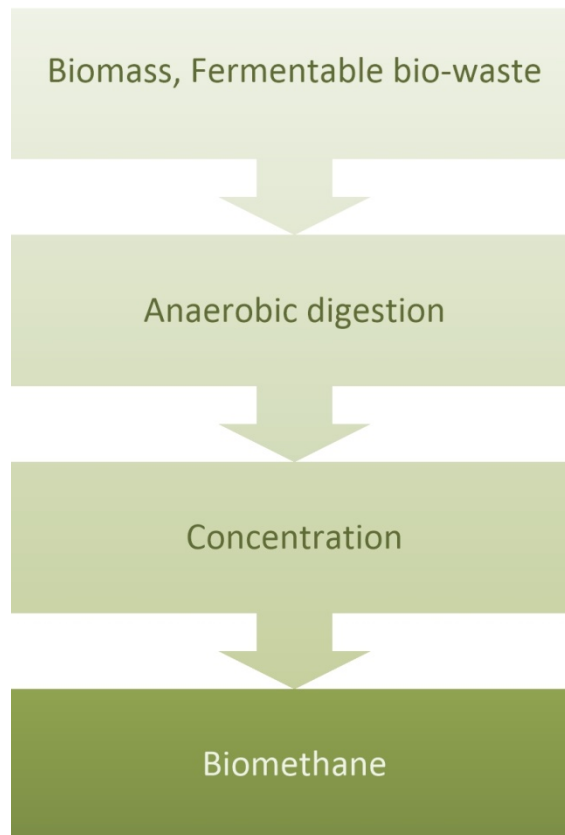 Biomass, Fermentable bio-waste
Anaerobic digestion
Concentration
Biomethane